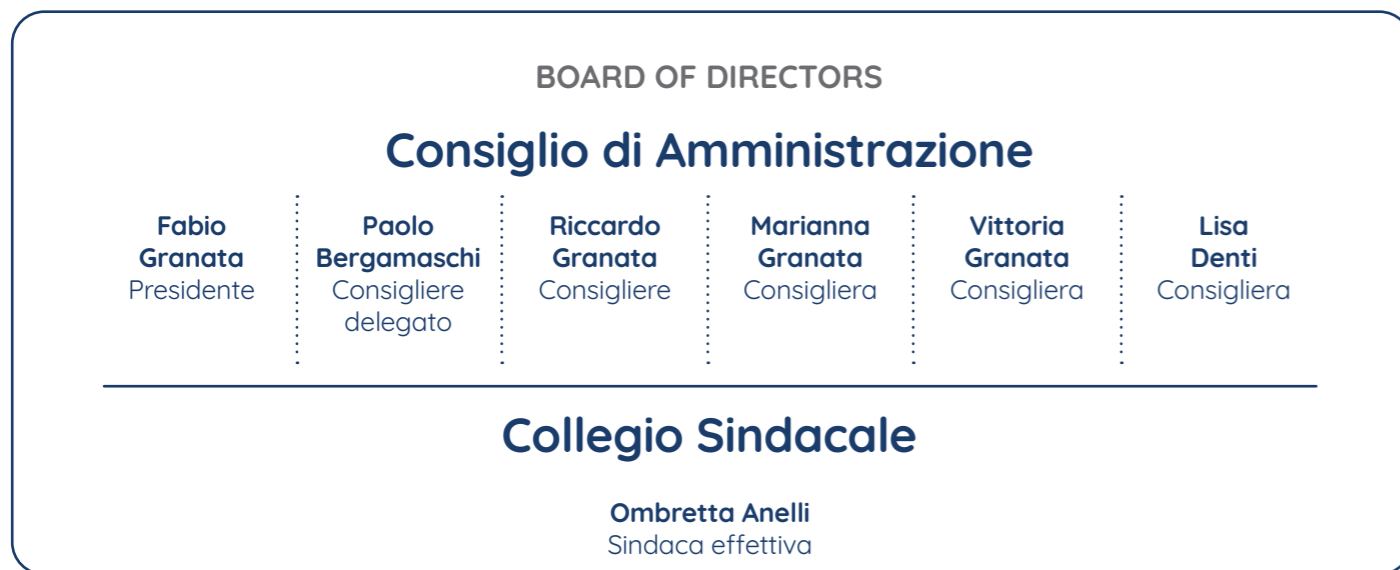 BOARD OF DIRECTORS
Consiglio di Amministrazione
Fabio
Granata
Presidente
Paolo
Bergamaschi
Consigliere
delegato
Riccardo
Granata
Consigliere
Marianna
Granata
Consigliera
Vittoria
Granata
Consigliera
Lisa
Denti
Consigliera
Collegio Sindacale
Ombretta Anelli
Sindaca effettiva